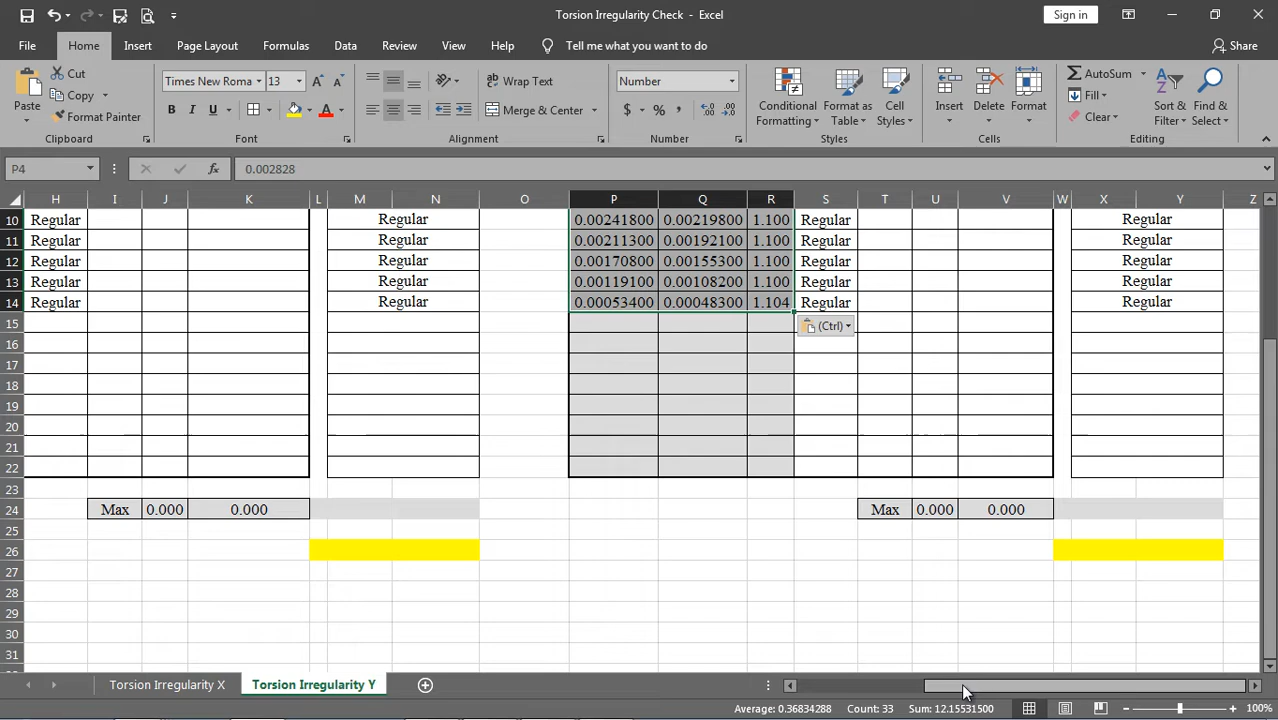 Torsion Irregularity Check - Excel
Sign in
File Home Insert Page Layout Formulas Data Review View Help Tell me what you want to do Share
Paste Cut Copy Format Painter
Times New Roma 13
B I U A
Wrap Text
Merge & Center
Number
$ % ,
Conditional Formatting Format as Table Cell Styles
Insert Delete Format
AutoSum Fill Clear
Sort & Filter Find & Select
Clipboard Font Alignment Number Styles Cells Editing
P4 fx 0.002828
H I J K L M N O P Q R S T U V W X Y Z
10 Regular Regular 0.00241800 0.00219800 1.100 Regular Regular
11 Regular Regular 0.00211300 0.00192100 1.100 Regular Regular
12 Regular Regular 0.00170800 0.00155300 1.100 Regular Regular
13 Regular Regular 0.00119100 0.00108200 1.100 Regular Regular
14 Regular Regular 0.00053400 0.00048300 1.104 Regular Regular
15 (Ctrl)
16
17
18
19
20
21
22
23
24 Max 0.000 0.000 Max 0.000 0.000
25
26
27
28
29
30
31
Torsion Irregularity X Torsion Irregularity Y
Average: 0.36834288 Count: 33 Sum: 12.15531500 100%